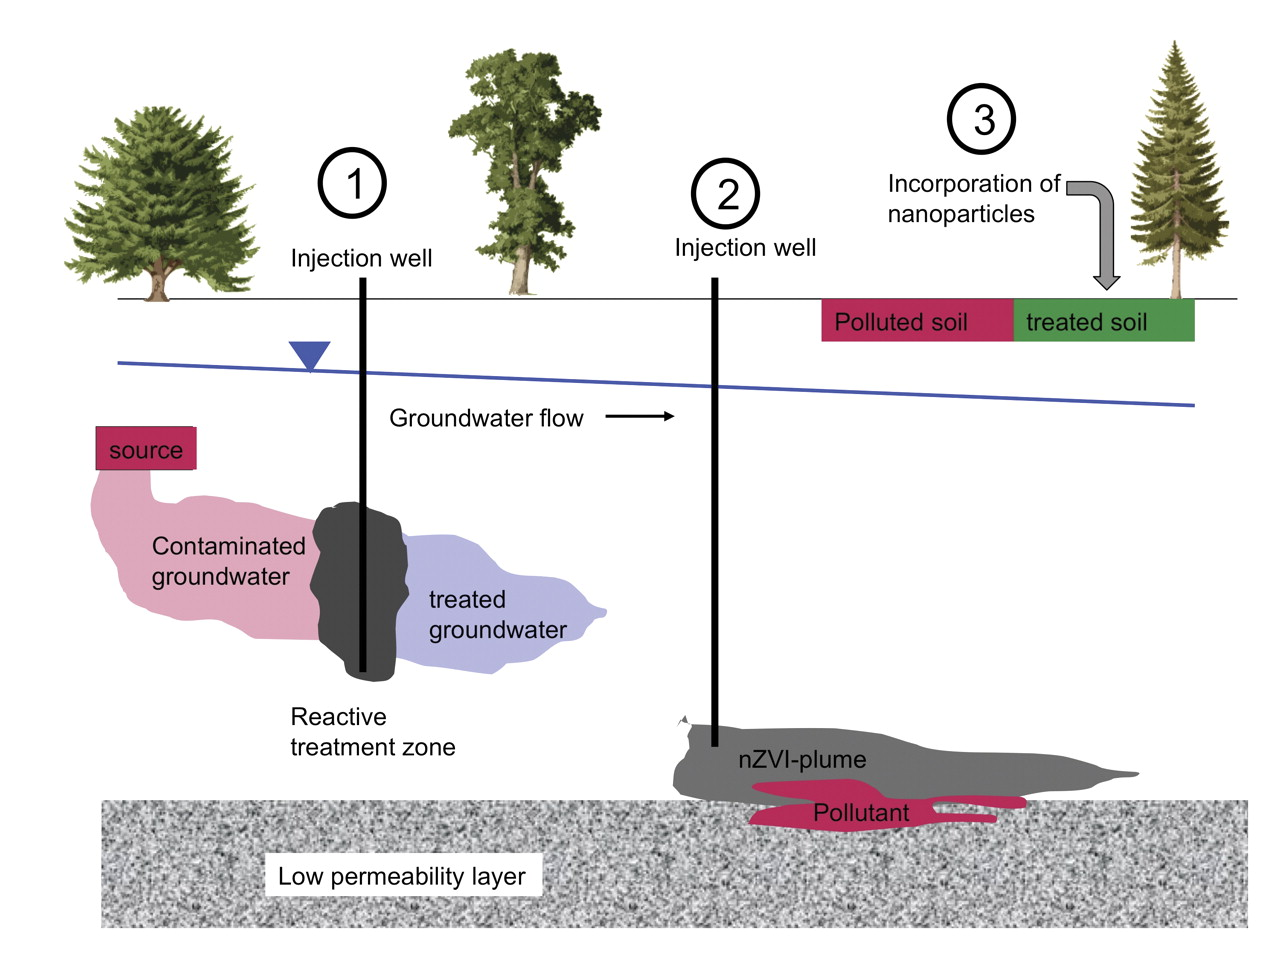 1
Injection well
2
Injection well
3
Incorporation of
nanoparticles
Polluted soil
treated soil
Groundwater flow
source
Contaminated
groundwater
treated
groundwater
Reactive
treatment zone
nZVI-plume
Pollutant
Low permeability layer